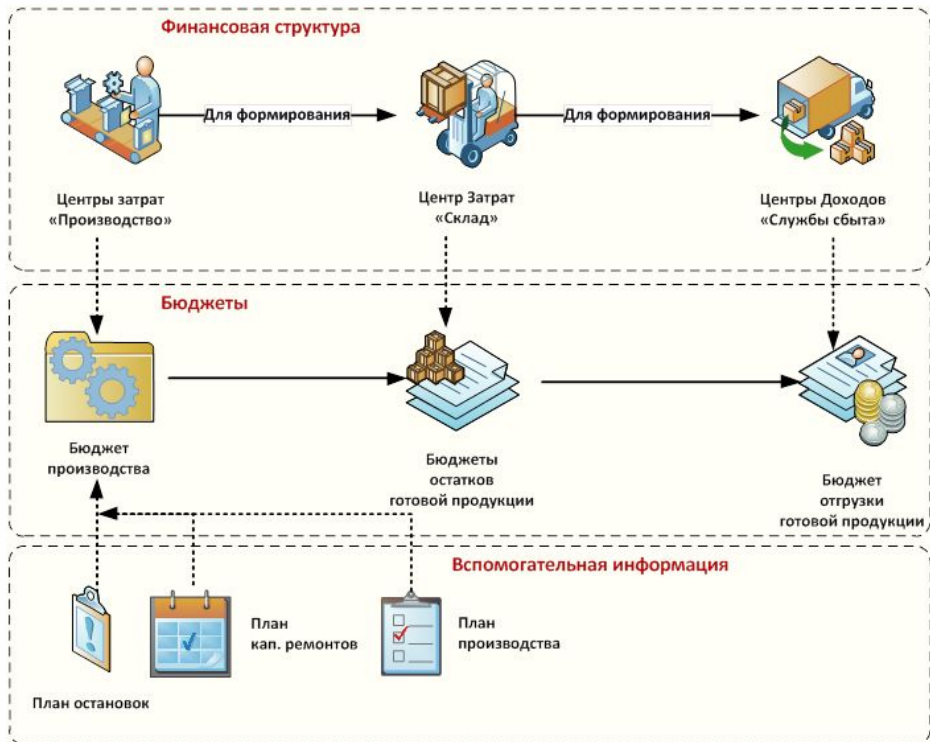 Финансовая структура
Для формирования
Для формирования
Центры затрат
«Производство»
Центр Затрат
«Склад»
Центры Доходов
«Службы сбыта»
Бюджеты
Бюджет
производства
Бюджеты
остатков
готовой продукции
Бюджет
отгрузки
готовой продукции
Вспомогательная информация
План
кап. ремонтов
План
производства
План остановок